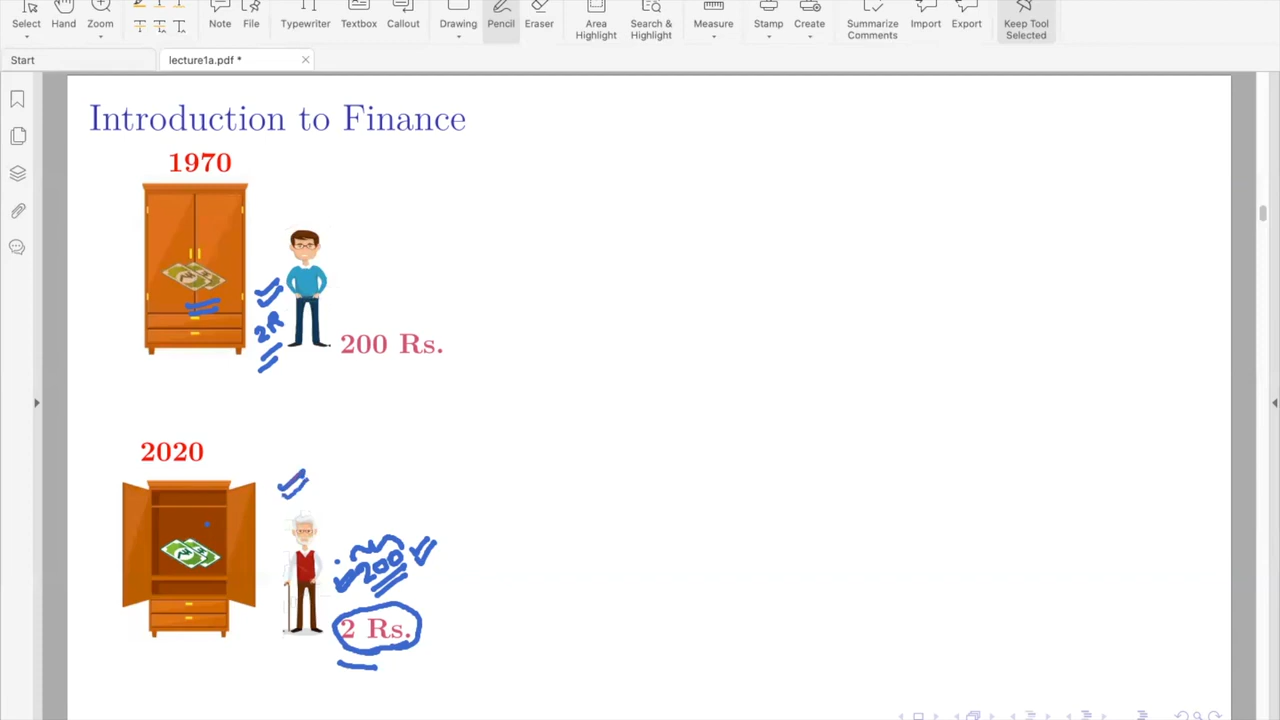 Select
Hand
Zoom
Note
File
Typewriter
Textbox
Callout
Drawing
Pencil
Eraser
Area
Highlight
Search &
Highlight
Measure
Stamp
Create
Summarize
Comments
Import
Export
Keep Tool
Selected
Start
lecture1a.pdf *
Introduction to Finance
1970
2R
200 Rs.
2020
200
2 Rs.